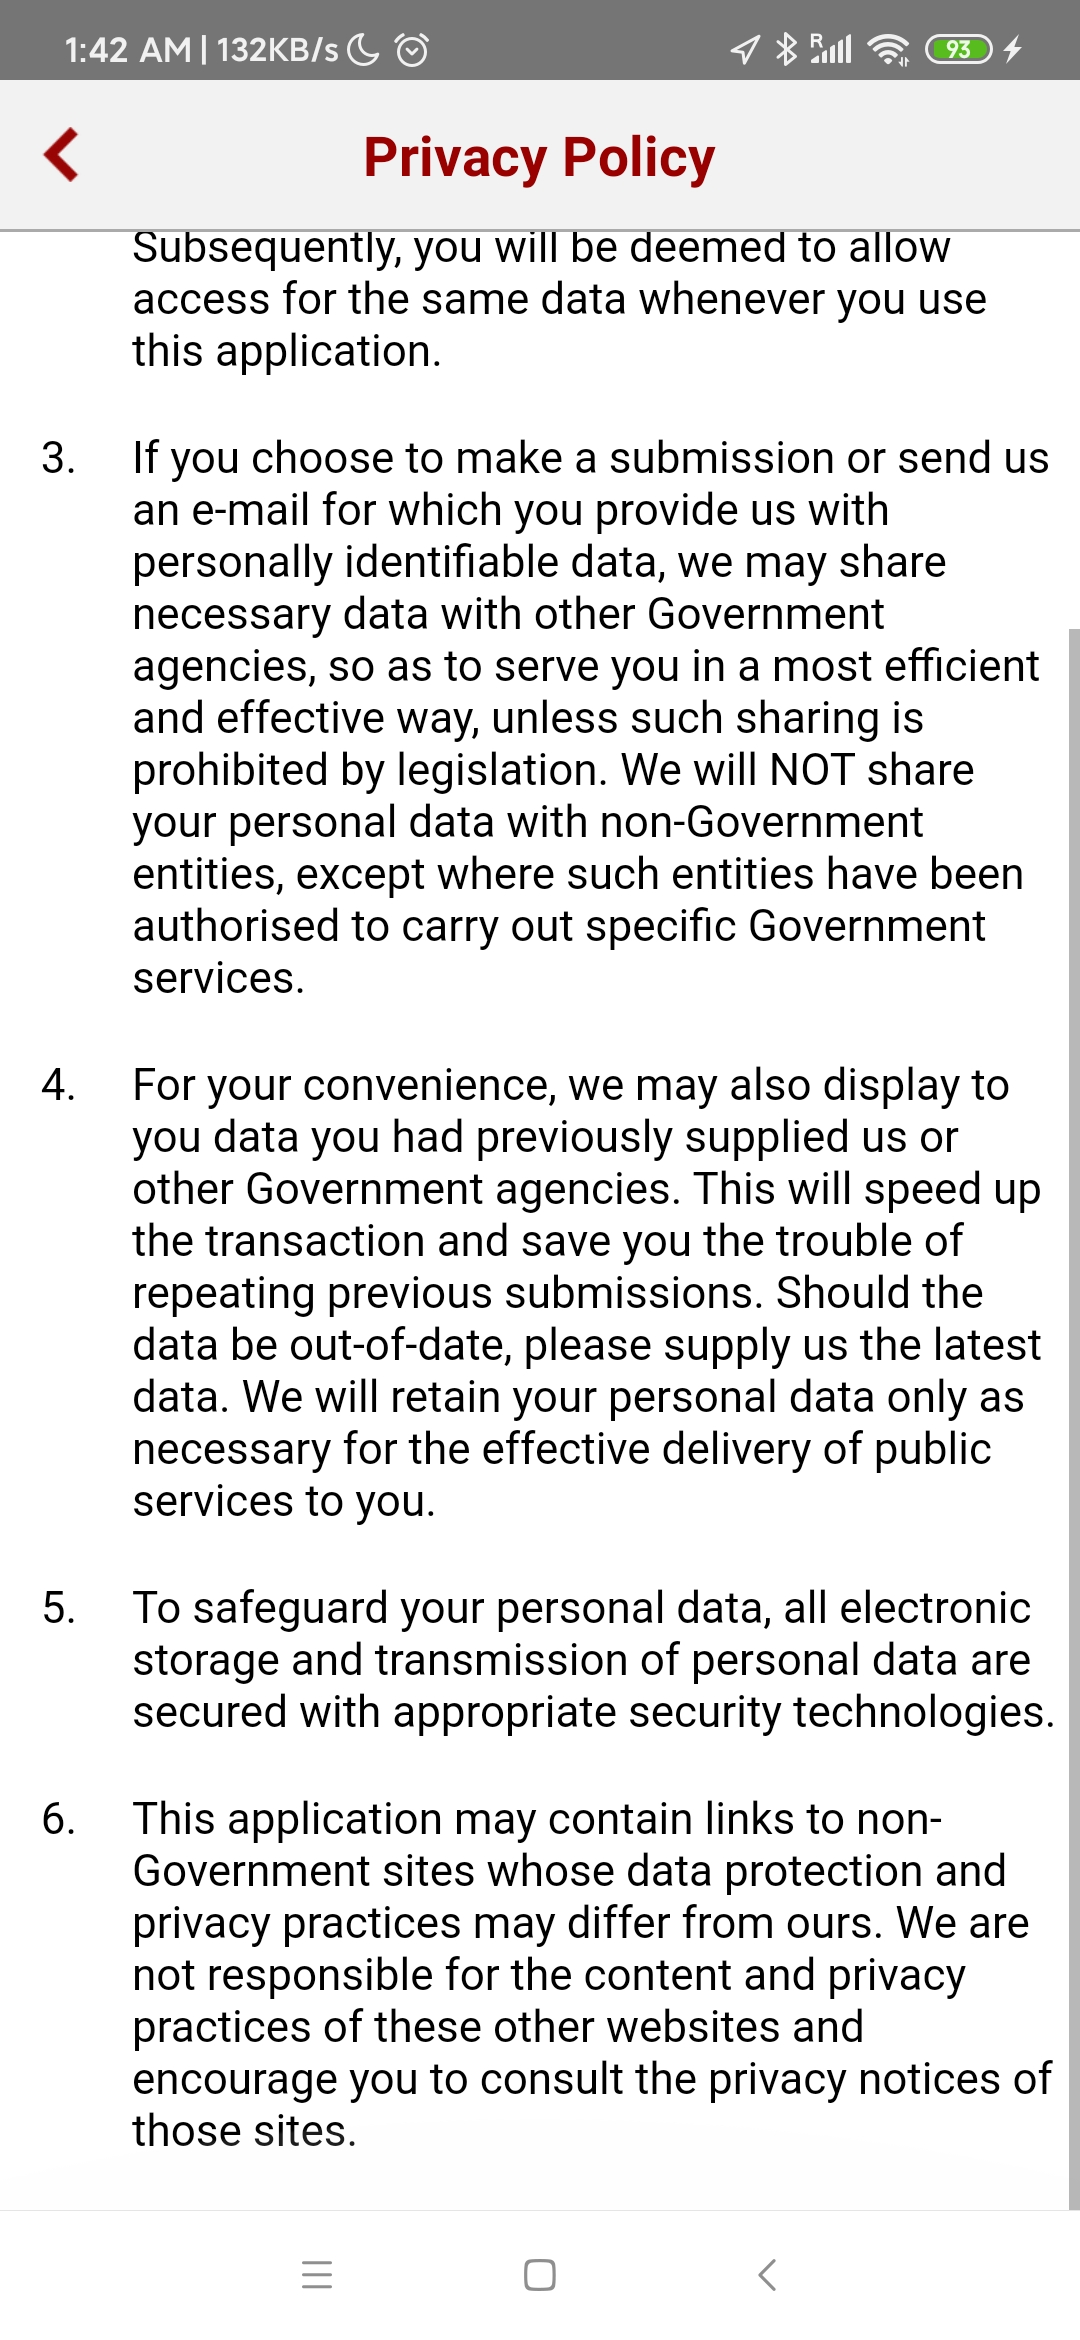 1:42 AM | 132KB/s
R
93
Privacy Policy
Subsequently, you will be deemed to allow
access for the same data whenever you use
this application.
3. If you choose to make a submission or send us
an e-mail for which you provide us with
personally identifiable data, we may share
necessary data with other Government
agencies, so as to serve you in a most efficient
and effective way, unless such sharing is
prohibited by legislation. We will NOT share
your personal data with non-Government
entities, except where such entities have been
authorised to carry out specific Government
services.
4. For your convenience, we may also display to
you data you had previously supplied us or
other Government agencies. This will speed up
the transaction and save you the trouble of
repeating previous submissions. Should the
data be out-of-date, please supply us the latest
data. We will retain your personal data only as
necessary for the effective delivery of public
services to you.
5. To safeguard your personal data, all electronic
storage and transmission of personal data are
secured with appropriate security technologies.
6. This application may contain links to non-
Government sites whose data protection and
privacy practices may differ from ours. We are
not responsible for the content and privacy
practices of these other websites and
encourage you to consult the privacy notices of
those sites.